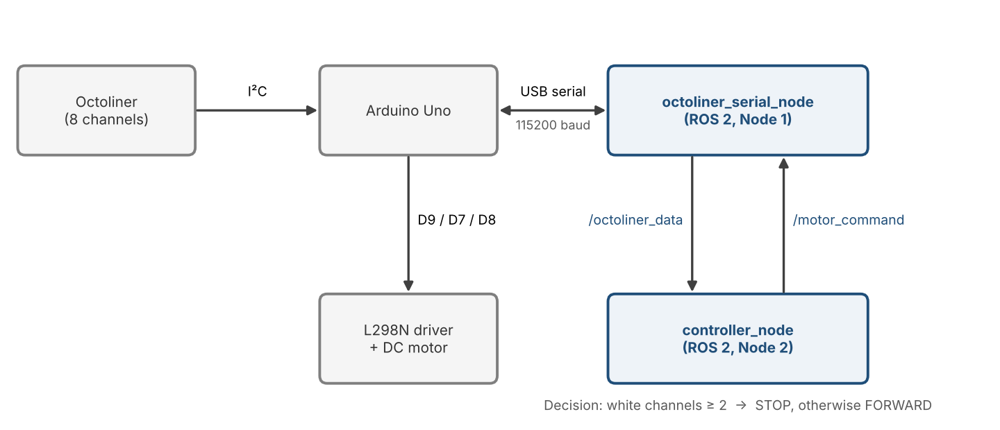 Octoliner
(8 channels)
I²C
Arduino Uno
USB serial
115200 baud
octoliner_serial_node
(ROS 2, Node 1)
D9 / D7 / D8
/octoliner_data
/motor_command
L298N driver
+ DC motor
controller_node
(ROS 2, Node 2)
Decision: white channels ≥ 2 → STOP, otherwise FORWARD